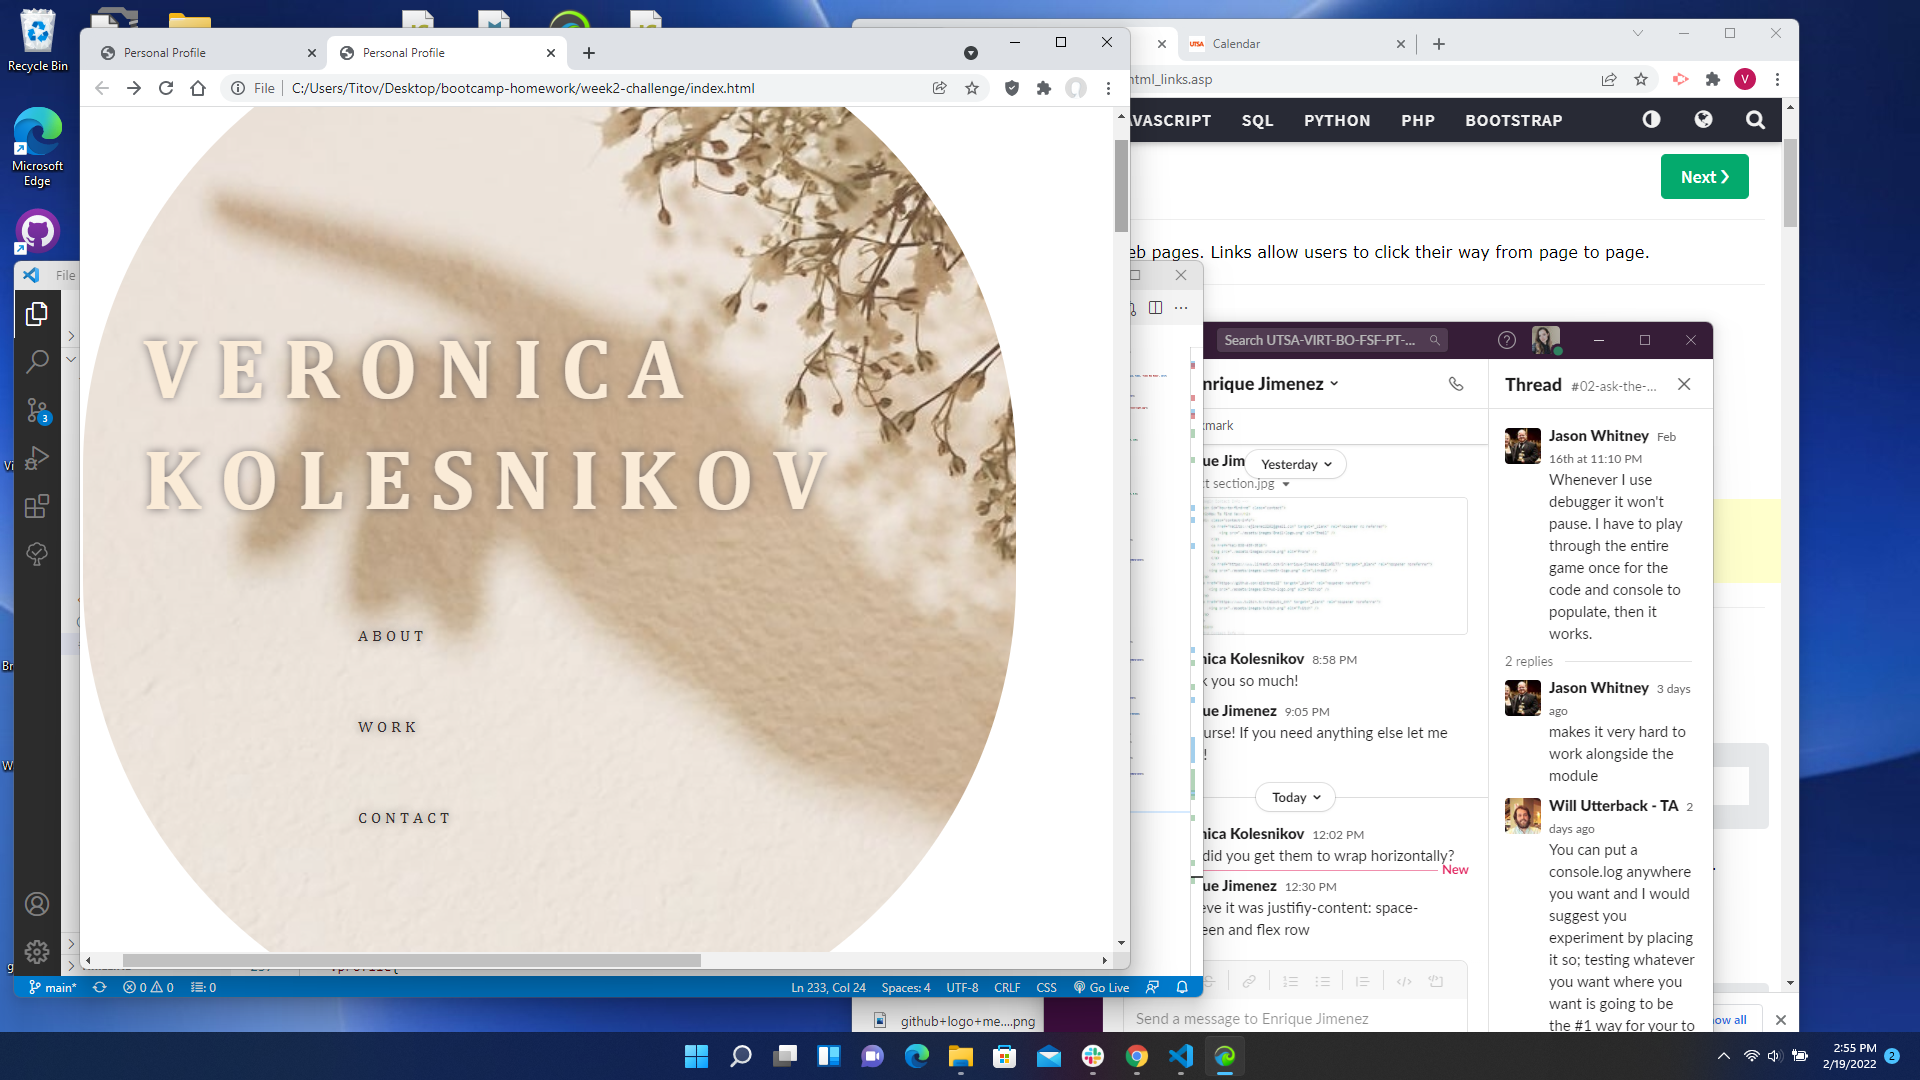 Recycle Bin
Microsoft
Edge
Personal Profile
Personal Profile
File
C:/Users/Titov/Desktop/bootcamp-homework/week2-challenge/index.html
VERONICA
KOLESNIKOV
ABOUT
WORK
CONTACT
File
3
main*
0
0
0
Ln 233, Col 24
Spaces: 4
UTF-8
CRLF
CSS
Go Live
Calendar
html_links.asp
V
AVASCRIPT
SQL
PYTHON
PHP
BOOTSTRAP
Next ❯
eb pages. Links allow users to click their way from page to page.
Search UTSA-VIRT-BO-FSF-PT-...
nrique Jimenez
mark
ue Jim
Yesterday
ct section.jpg
nica Kolesnikov 8:58 PM
k you so much!
ue Jimenez 9:05 PM
urse! If you need anything else let me
!
Today
nica Kolesnikov 12:02 PM
did you get them to wrap horizontally?
New
ue Jimenez 12:30 PM
eve it was justifiy-content: space-
een and flex row
Send a message to Enrique Jimenez
Thread #02-ask-the-...
Jason Whitney Feb
16th at 11:10 PM
Whenever I use
debugger it won't
pause. I have to play
through the entire
game once for the
code and console to
populate, then it
works.
2 replies
Jason Whitney 3 days
ago
makes it very hard to
work alongside the
module
Will Utterback - TA 2
days ago
You can put a
console.log anywhere
you want and I would
suggest you
experiment by placing
it so; testing whatever
you want where you
want is going to be
the #1 way for your to
github+logo+me....png
ow all
2:55 PM
2/19/2022
2